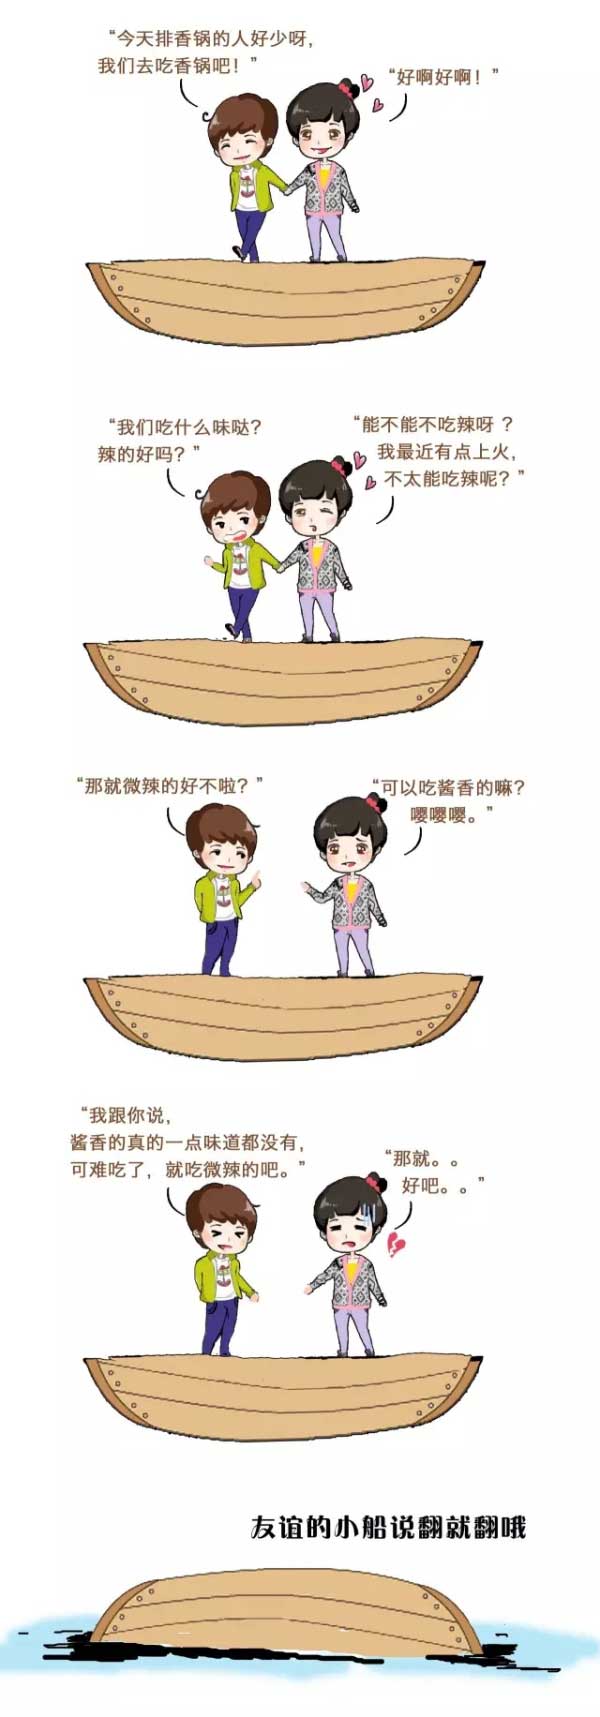 “今天排香锅的人好少呀，
我们去吃香锅吧！”
“好啊好啊！”
“我们吃什么味哒？
辣的好吗？”
“能不能不吃辣呀 ？
我最近有点上火，
不太能吃辣呢？”
“那就微辣的好不啦？”
“可以吃酱香的嘛？
嘤嘤嘤。”
“我跟你说，
酱香的真的一点味道都没有，
可难吃了，就吃微辣的吧。”
“那就。。
好吧。。”
友谊的小船说翻就翻哦